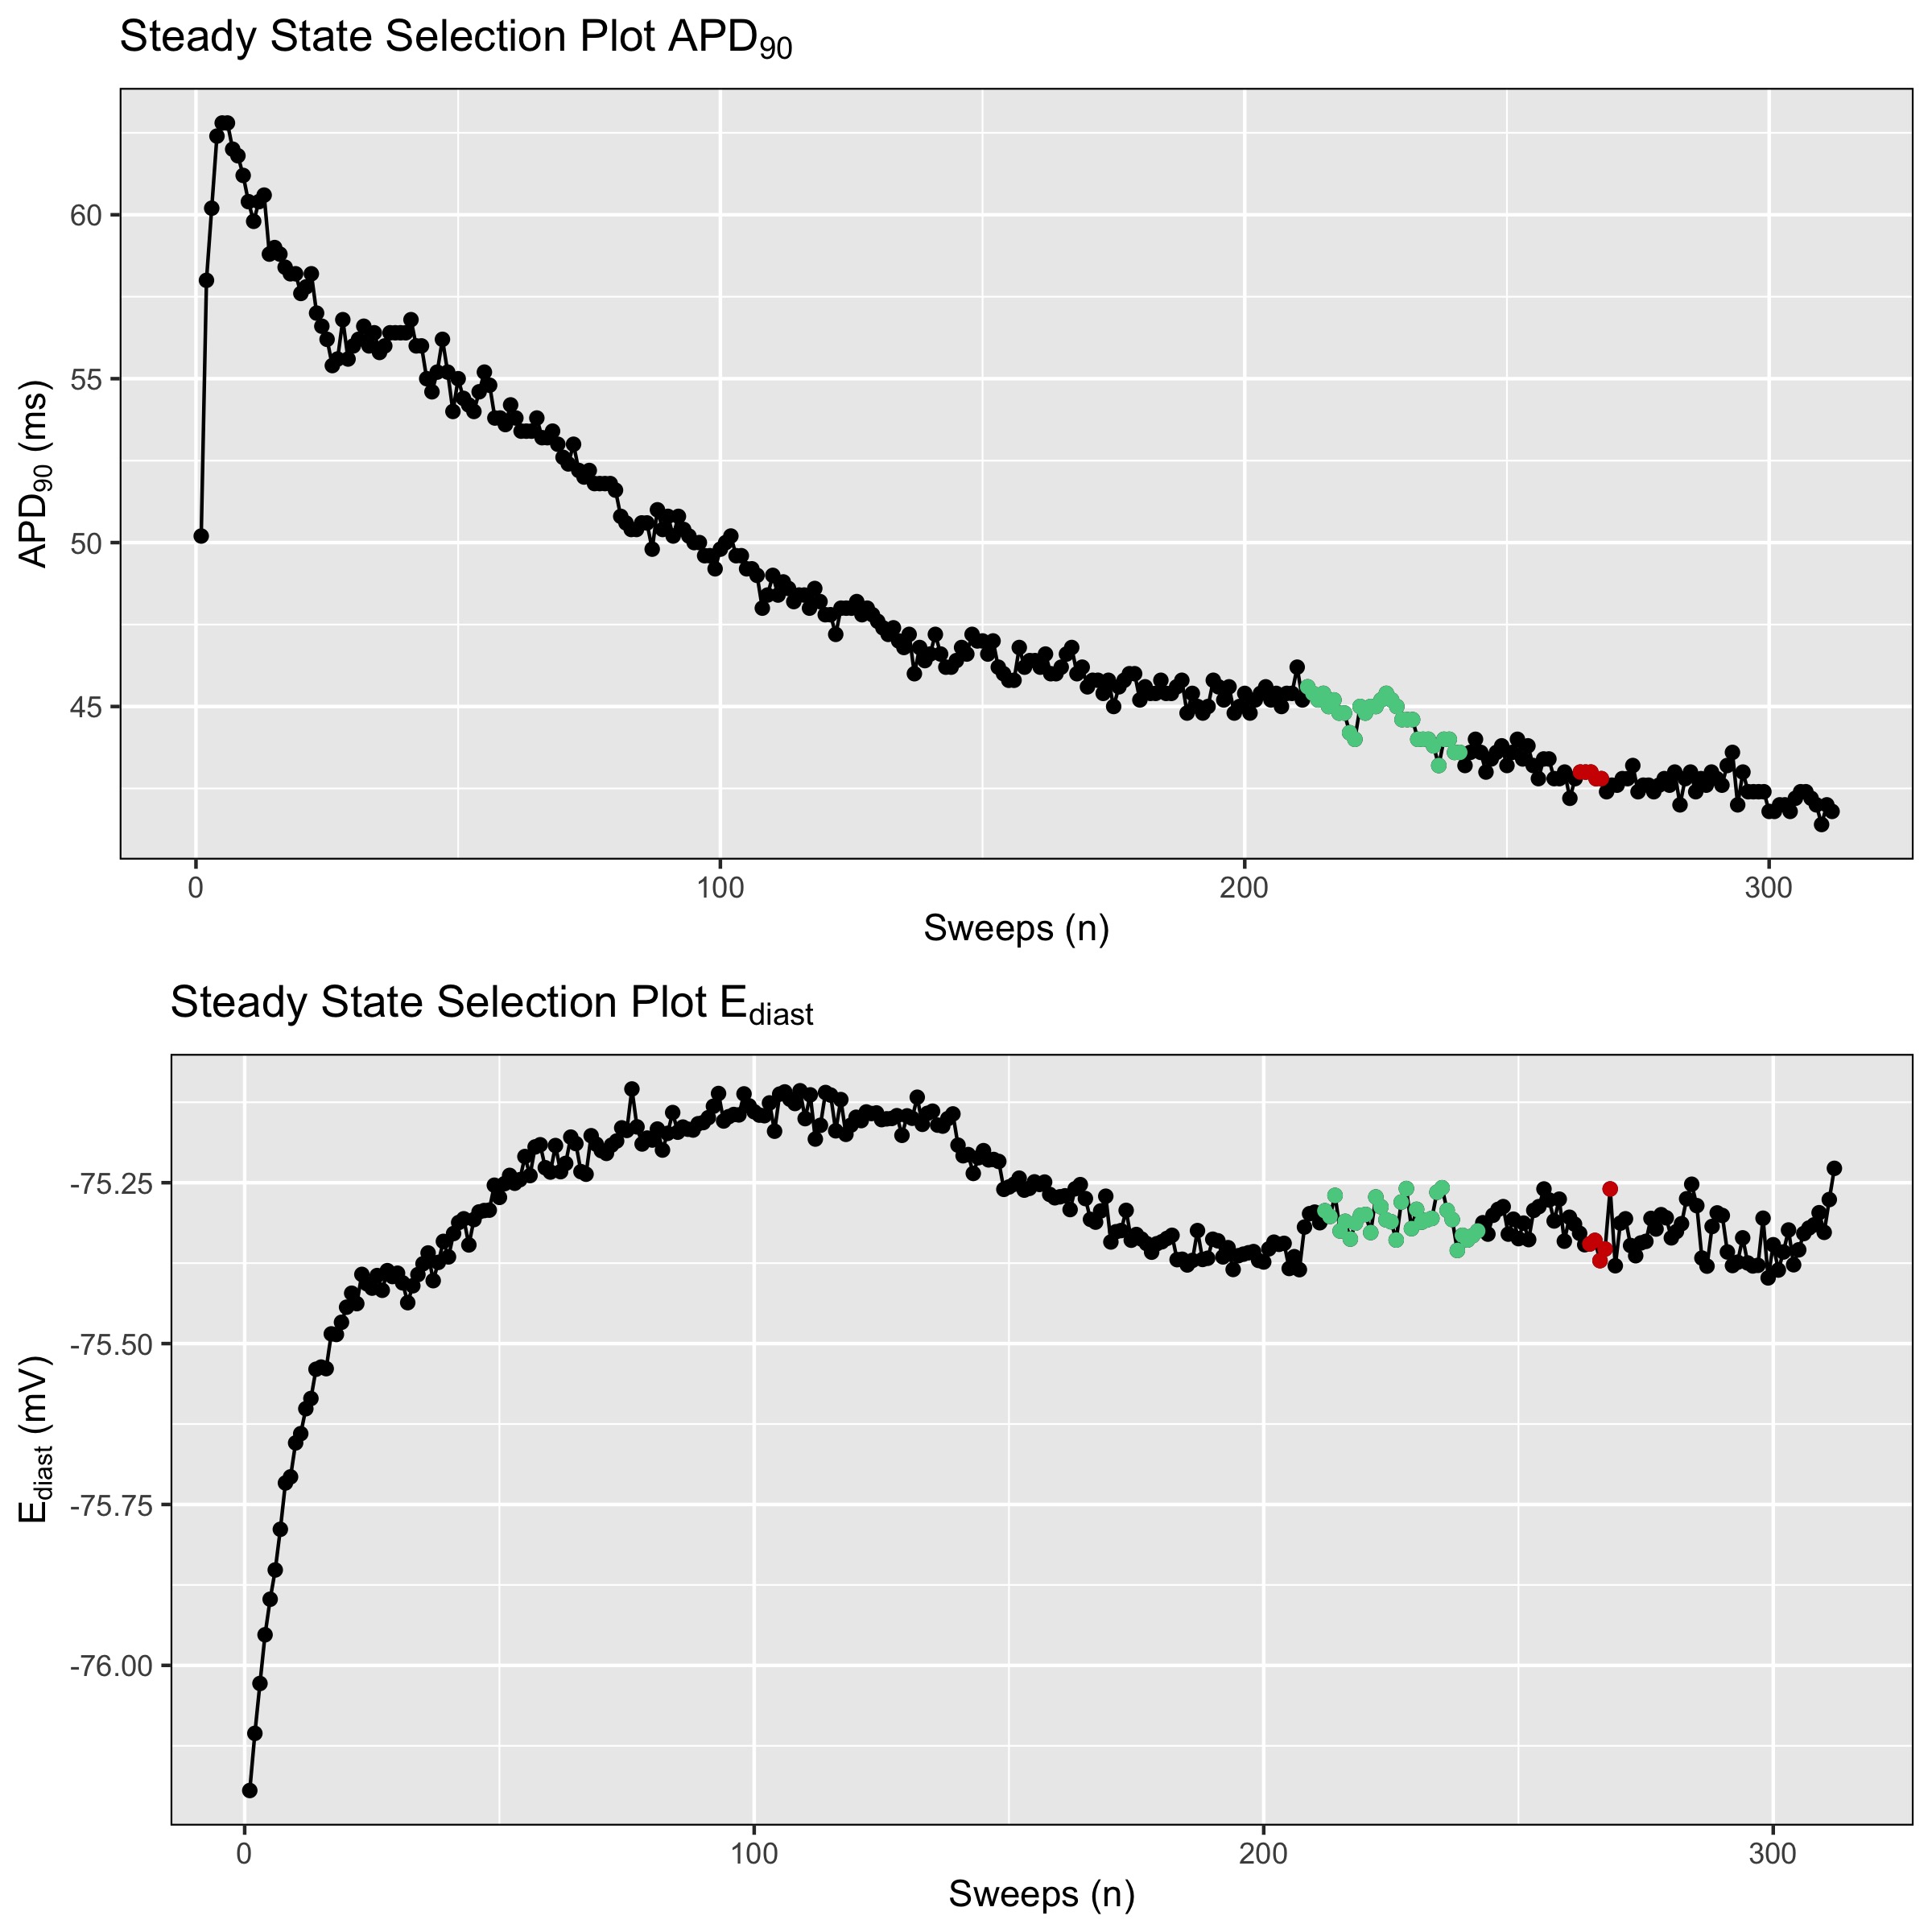 Steady State Selection Plot APD90
APD90 (ms)
60
55
50
45
0 100 200 300
Sweeps (n)
Steady State Selection Plot Ediast
Ediast (mV)
-75.25
-75.50
-75.75
-76.00
0 100 200 300
Sweeps (n)